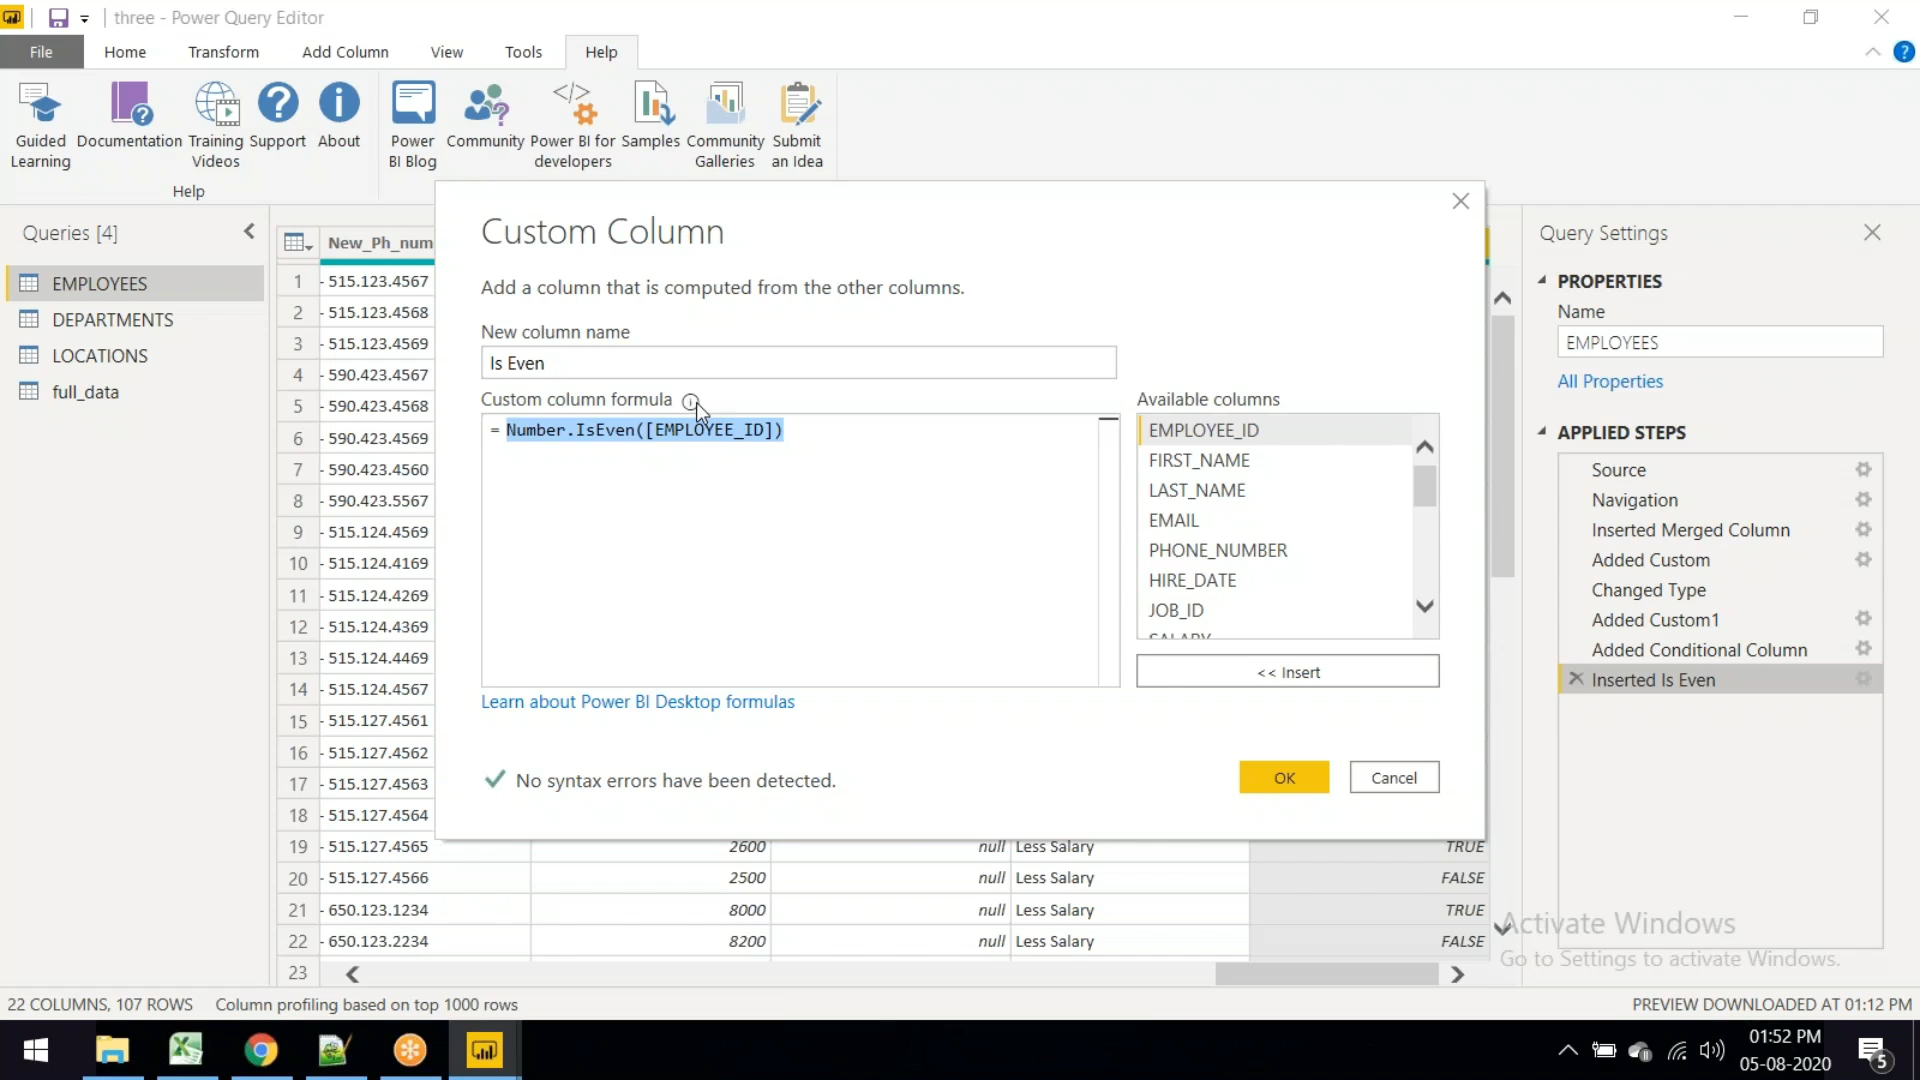 three - Power Query Editor
File
Home
Transform
Add Column
View
Tools
Help
Guided
Learning
Documentation
Training
Videos
Support
About
Help
Power
BI Blog
Community
Power BI for
developers
Samples
Community
Galleries
Submit
an Idea
Queries [4]
EMPLOYEES
DEPARTMENTS
LOCATIONS
full_data
New_Ph_num
1 - 515.123.4567
2 - 515.123.4568
3 - 515.123.4569
4 - 590.423.4567
5 - 590.423.4568
6 - 590.423.4569
7 - 590.423.4560
8 - 590.423.5567
9 - 515.124.4569
10 - 515.124.4169
11 - 515.124.4269
12 - 515.124.4369
13 - 515.124.4469
14 - 515.124.4567
15 - 515.127.4561
16 - 515.127.4562
17 - 515.127.4563
18 - 515.127.4564
19 - 515.127.4565 2600 null Less Salary TRUE
20 - 515.127.4566 2500 null Less Salary FALSE
21 - 650.123.1234 8000 null Less Salary TRUE
22 - 650.123.2234 8200 null Less Salary FALSE
23
Custom Column
Add a column that is computed from the other columns.
New column name
Is Even
Custom column formula
= Number.IsEven([EMPLOYEE_ID])
Available columns
EMPLOYEE_ID
FIRST_NAME
LAST_NAME
EMAIL
PHONE_NUMBER
HIRE_DATE
JOB_ID
SALARY
<< Insert
Learn about Power BI Desktop formulas
No syntax errors have been detected.
OK
Cancel
Query Settings
PROPERTIES
Name
EMPLOYEES
All Properties
APPLIED STEPS
Source
Navigation
Inserted Merged Column
Added Custom
Changed Type
Added Custom1
Added Conditional Column
Inserted Is Even
Activate Windows
Go to Settings to activate Windows.
22 COLUMNS, 107 ROWS Column profiling based on top 1000 rows
PREVIEW DOWNLOADED AT 01:12 PM
01:52 PM
05-08-2020
5